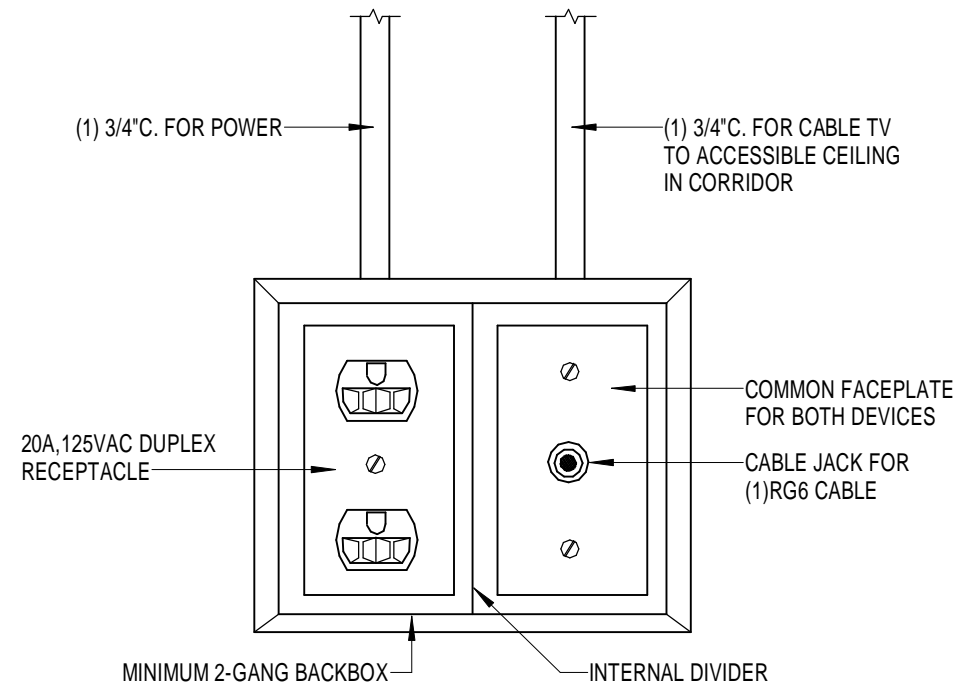 (1) 3/4"C. FOR POWER
(1) 3/4"C. FOR CABLE TV
TO ACCESSIBLE CEILING
IN CORRIDOR
COMMON FACEPLATE
FOR BOTH DEVICES
20A,125VAC DUPLEX
RECEPTACLE
CABLE JACK FOR
(1)RG6 CABLE
MINIMUM 2-GANG BACKBOX
INTERNAL DIVIDER